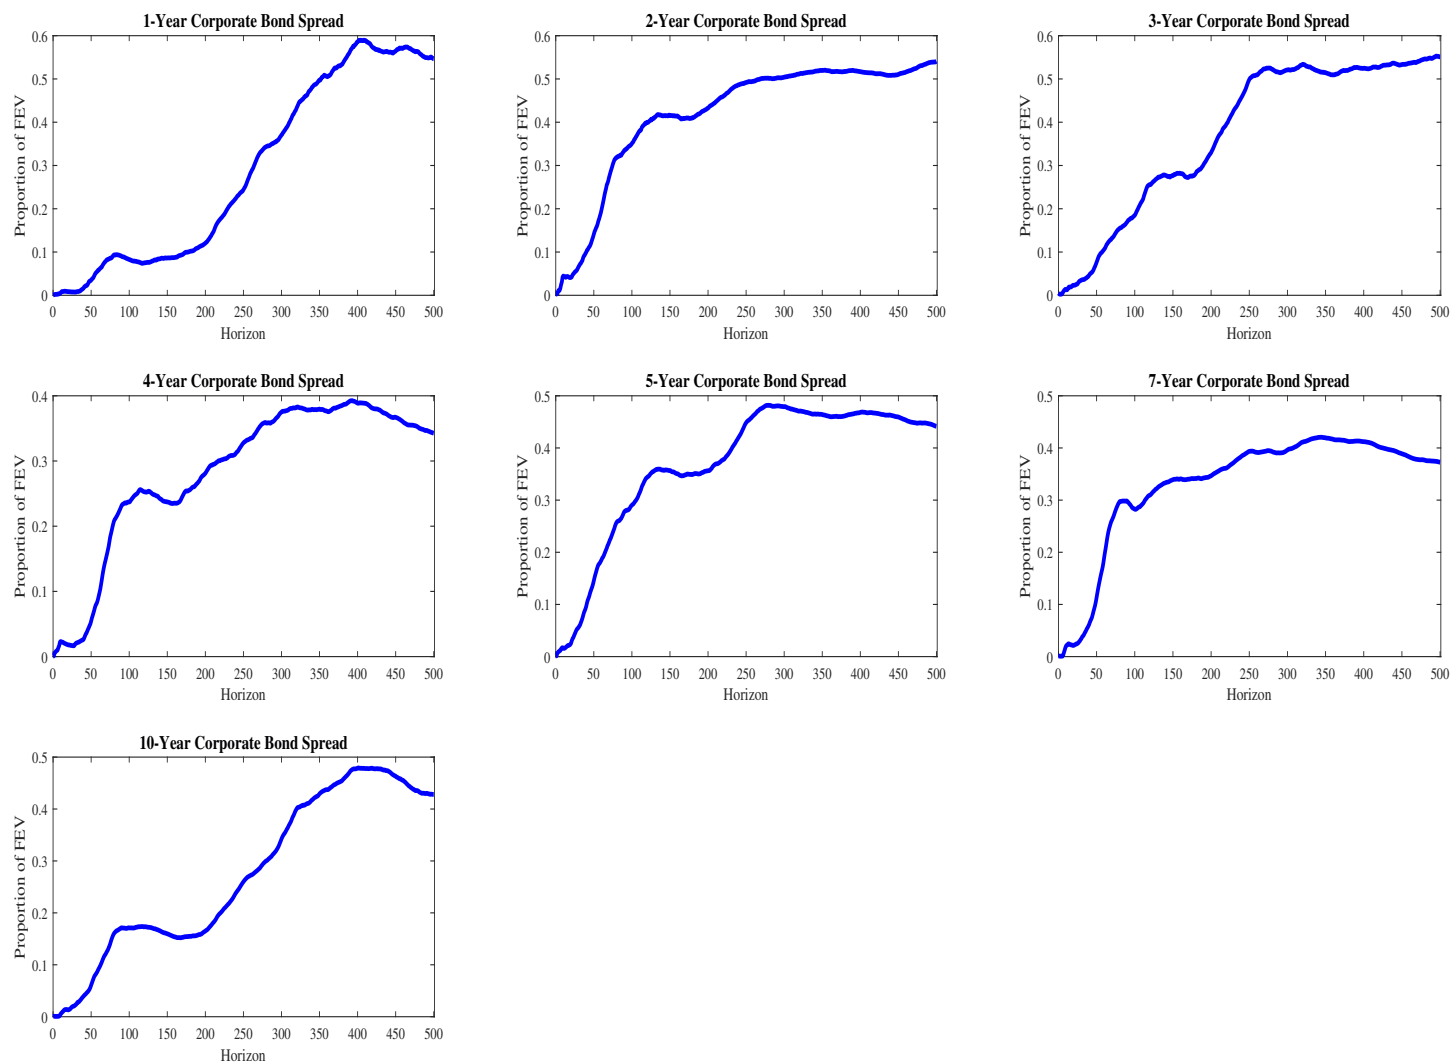 1-Year Corporate Bond Spread
0.6
0.5
0.4
0.3
0.2
0.1
0
Proportion of FEV
0 50 100 150 200 250 300 350 400 450 500
Horizon
2-Year Corporate Bond Spread
0.6
0.5
0.4
0.3
0.2
0.1
0
Proportion of FEV
0 50 100 150 200 250 300 350 400 450 500
Horizon
3-Year Corporate Bond Spread
0.6
0.5
0.4
0.3
0.2
0.1
0
Proportion of FEV
0 50 100 150 200 250 300 350 400 450 500
Horizon
4-Year Corporate Bond Spread
0.4
0.3
0.2
0.1
0
Proportion of FEV
0 50 100 150 200 250 300 350 400 450 500
Horizon
5-Year Corporate Bond Spread
0.5
0.4
0.3
0.2
0.1
0
Proportion of FEV
0 50 100 150 200 250 300 350 400 450 500
Horizon
7-Year Corporate Bond Spread
0.5
0.4
0.3
0.2
0.1
0
Proportion of FEV
0 50 100 150 200 250 300 350 400 450 500
Horizon
10-Year Corporate Bond Spread
0.5
0.4
0.3
0.2
0.1
0
Proportion of FEV
0 50 100 150 200 250 300 350 400 450 500
Horizon